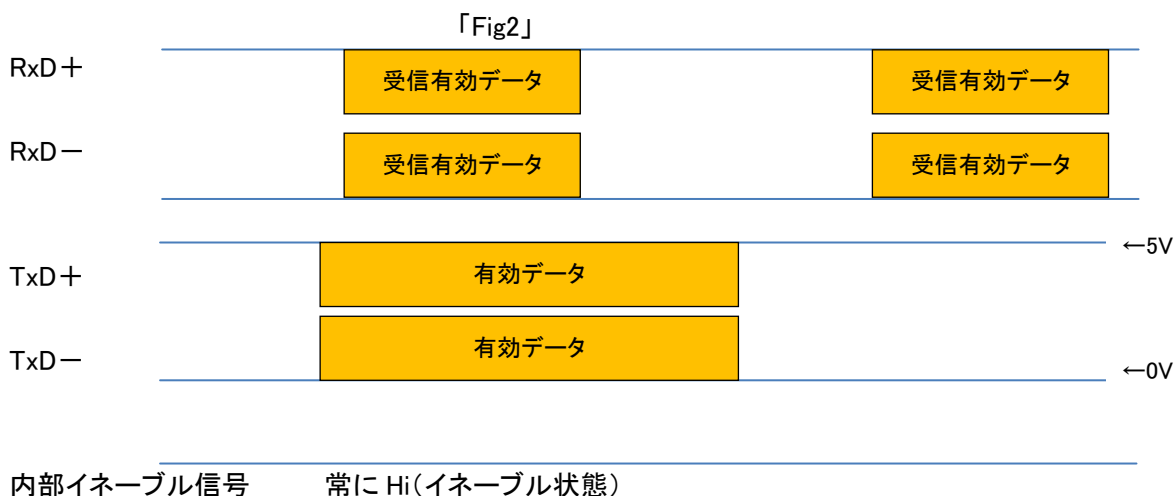 「Fig2」
RxD＋
受信有効データ 受信有効データ
RxD－
受信有効データ 受信有効データ
←5V
TxD＋
有効データ
有効データ
TxD－
←0V
内部イネーブル信号 常に Hi（イネーブル状態）